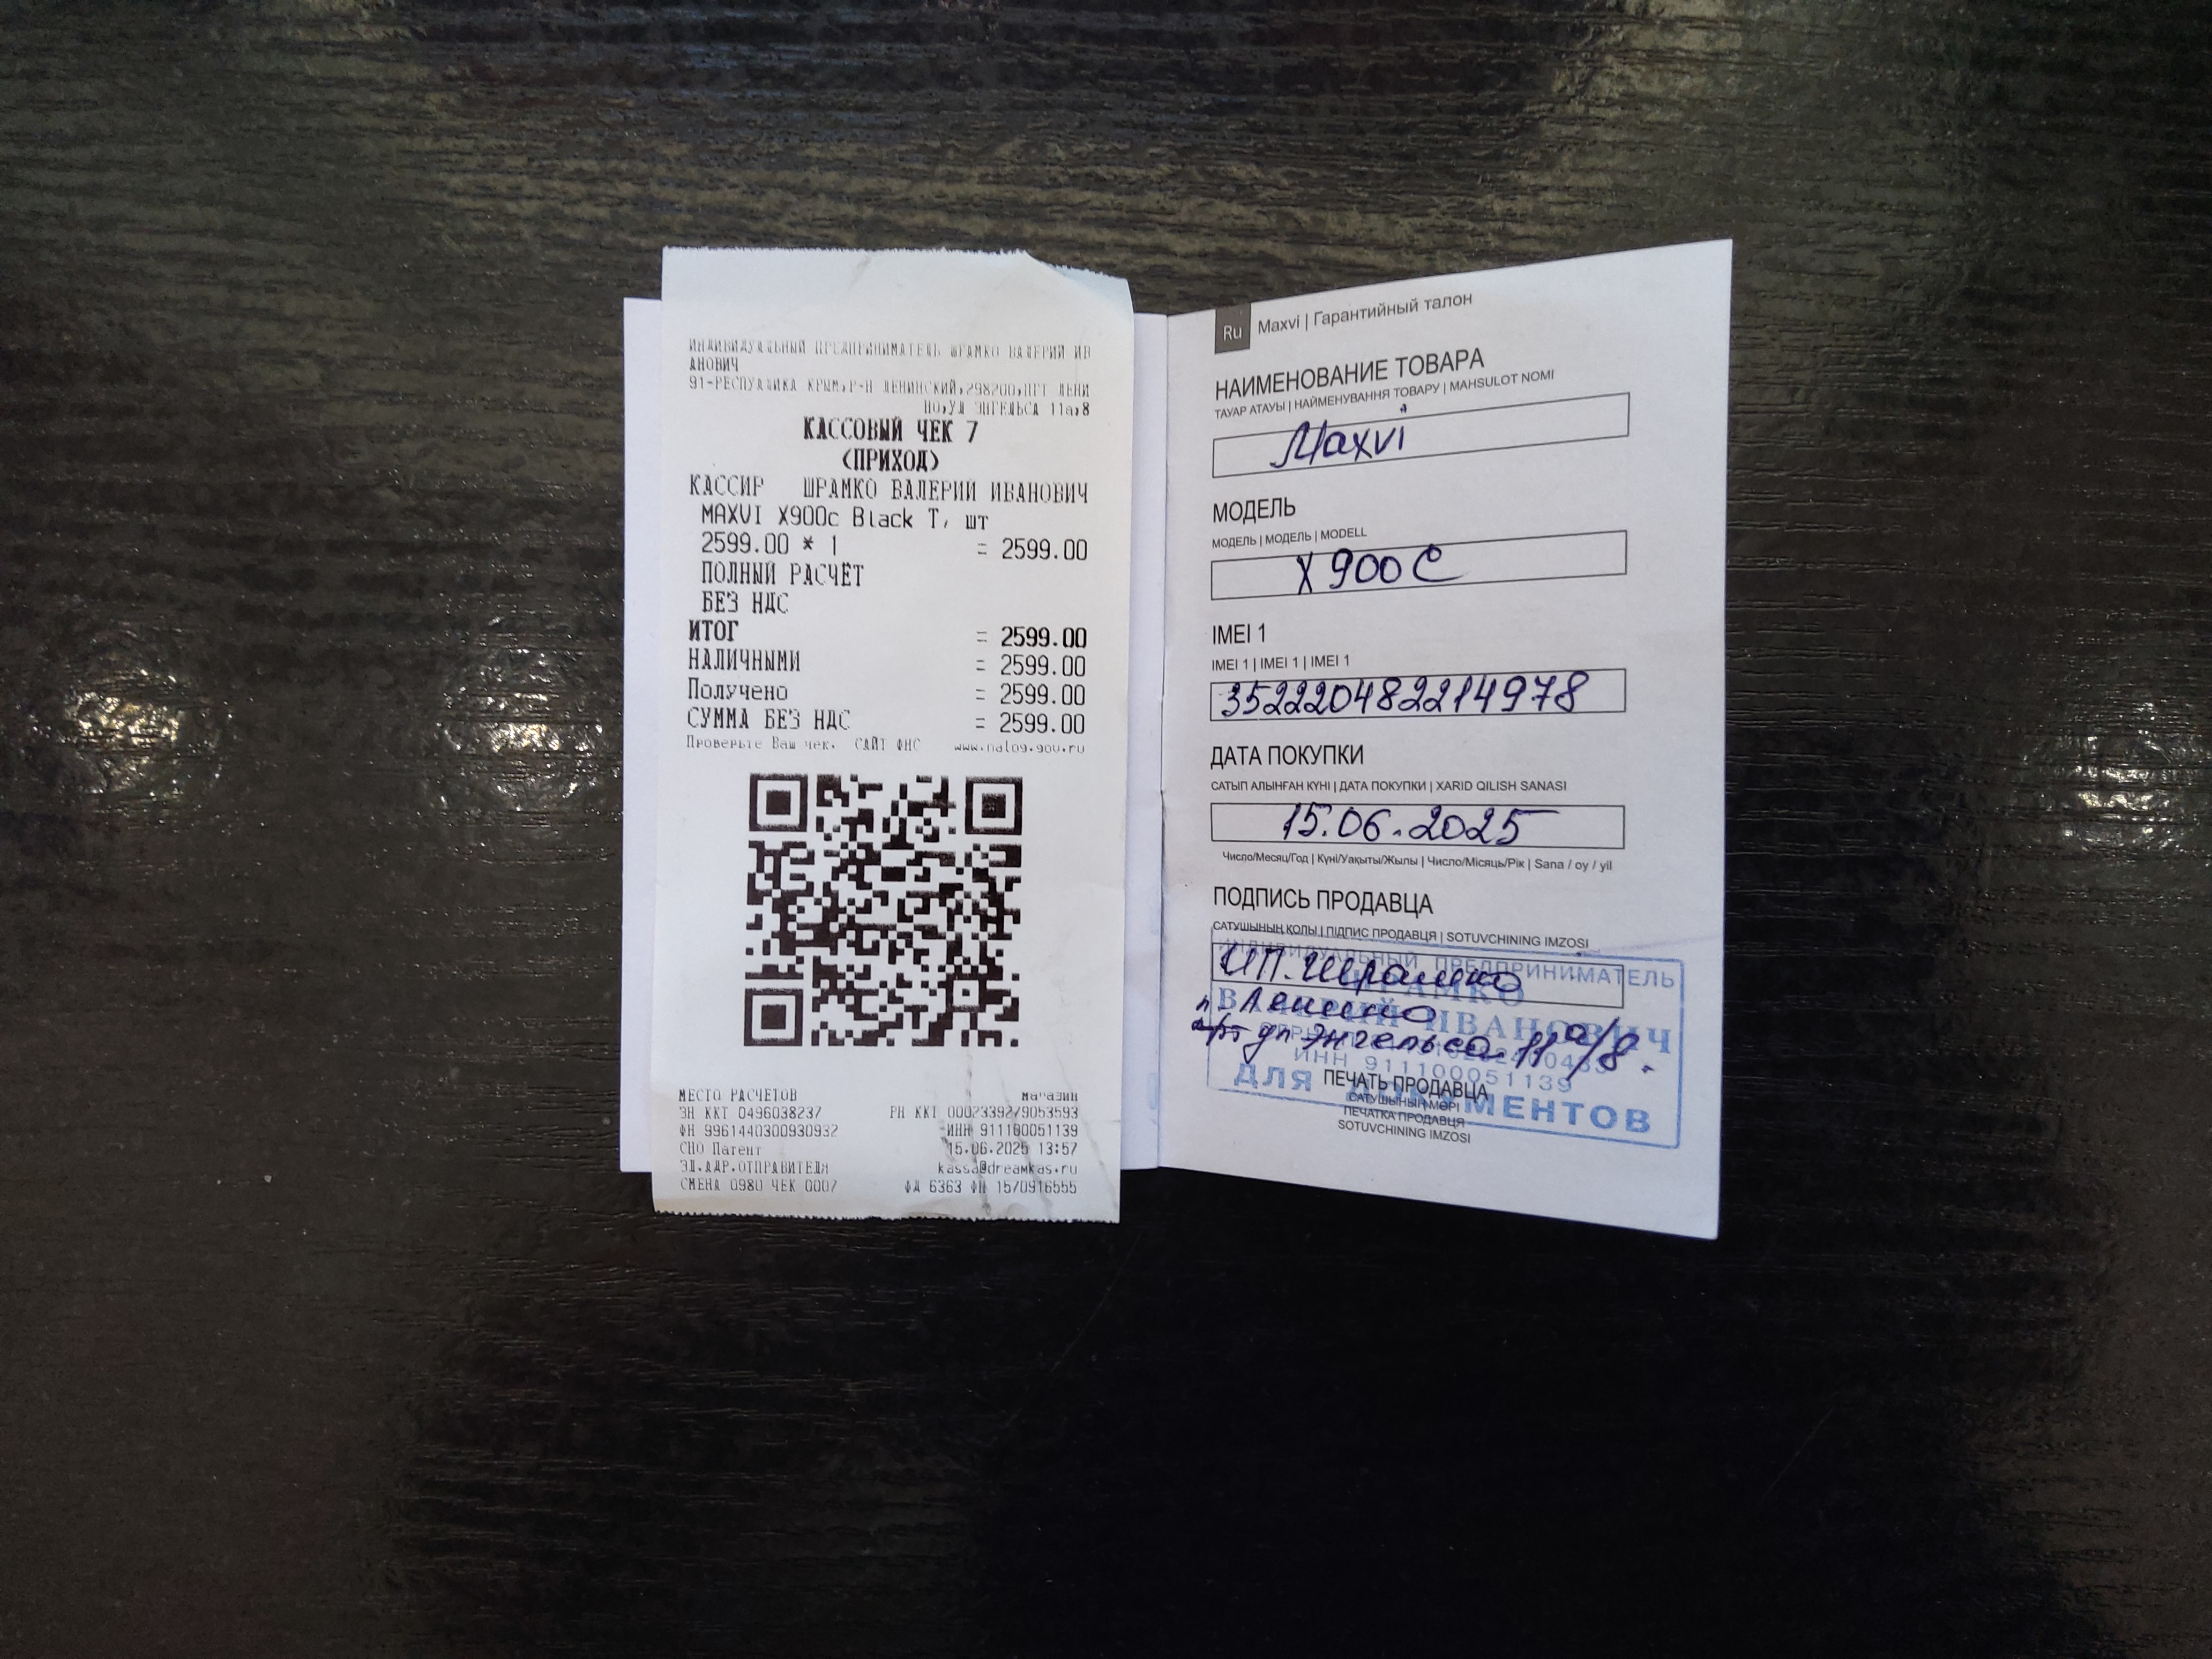 ИНДИВИДУАЛЬНЫЙ ПРЕДПРИНИМАТЕЛЬ ШРАМКО ВАЛЕРИЙ ИВ
АНОВИЧ
91-РЕСПУБЛИКА КРЫМ,Р-Н ЛЕНИНСКИЙ,298200,ПГТ ЛЕНИ
НО,УЛ ЭНГЕЛЬСА 11а,8
КАССОВЫЙ ЧЕК 7
(ПРИХОД)
КАССИР ШРАМКО ВАЛЕРИЙ ИВАНОВИЧ
MAXVI X900c Black T, шт
2599.00 * 1 = 2599.00
ПОЛНЫЙ РАСЧЕТ
БЕЗ НДС
ИТОГ = 2599.00
НАЛИЧНЫМИ = 2599.00
Получено = 2599.00
СУММА БЕЗ НДС = 2599.00
Проверьте Ваш чек. САЙТ ФНС www.nalog.gov.ru
МЕСТО РАСЧЕТОВ магазин
ЗН ККТ 0496038237 РН ККТ 0002339279053593
ФН 9961440300930932 ИНН 911100051139
СНО Патент 15.06.2025 13:57
ЭЛ.АДР.ОТПРАВИТЕЛЯ kassa@dreamkas.ru
СМЕНА 0980 ЧЕК 0007 ФД 6363 ФП 1570916555
Ru Maxvi | Гарантийный талон
НАИМЕНОВАНИЕ ТОВАРА
ТАУАР АТАУЫ | НАЙМЕНУВАННЯ ТОВАРУ | MAHSULOT NOMI
Maxvi
МОДЕЛЬ
МОДЕЛЬ | МОДЕЛЬ | MODELL
X900C
IMEI 1
IMEI 1 | IMEI 1 | IMEI 1
352220482214978
ДАТА ПОКУПКИ
САТЫП АЛЫНҒАН КҮНІ | ДАТА ПОКУПКИ | XARID QILISH SANASI
15.06.2025
Число/Месяц/Год | Күні/Уақыты/Жылы | Число/Місяць/Рік | Sana / oy / yil
ПОДПИСЬ ПРОДАВЦА
САТУШЫНЫҢ ҚОЛЫ | ПІДПИС ПРОДАВЦЯ | SOTUVCHINING IMZOSI
ИНДИВИДУАЛЬНЫЙ ПРЕДПРИНИМАТЕЛЬ
ИП.Шрамко
ШРАМКО
п. Ленино
ВАЛЕРИЙ ИВАНОВИЧ
ул Энгельса 11а/8.
ИНН 911100051139
ДЛЯ ДОКУМЕНТОВ
ПЕЧАТЬ ПРОДАВЦА
САТУШЫНЫҢ МӨРІ
ПЕЧАТКА ПРОДАВЦЯ
SOTUVCHINING IMZOSI